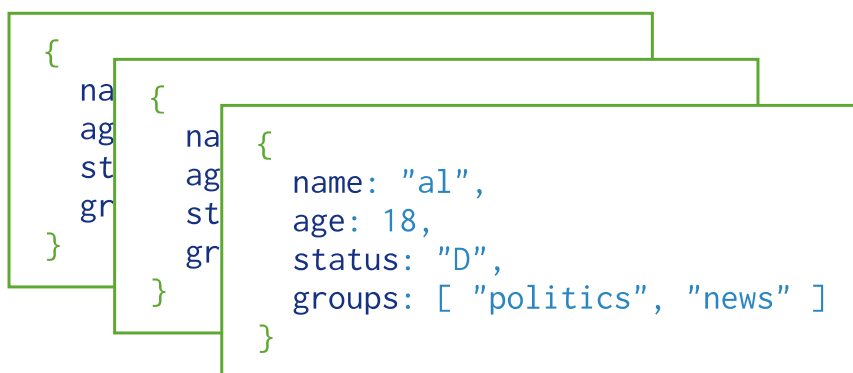 {
na
ag
st
gr
}
{
na
ag
st
gr
}
{
name: "al",
age: 18,
status: "D",
groups: [ "politics", "news" ]
}